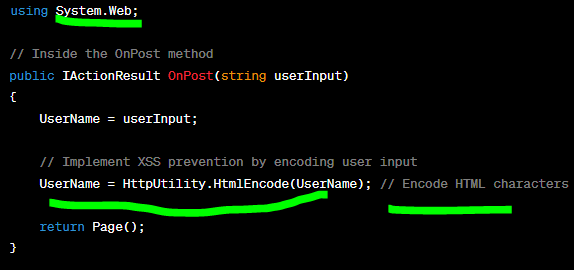 using System.Web;
// Inside the OnPost method
public IActionResult OnPost(string userInput)
{
UserName = userInput;
// Implement XSS prevention by encoding user input
UserName = HttpUtility.HtmlEncode(UserName); // Encode HTML characters
return Page();
}